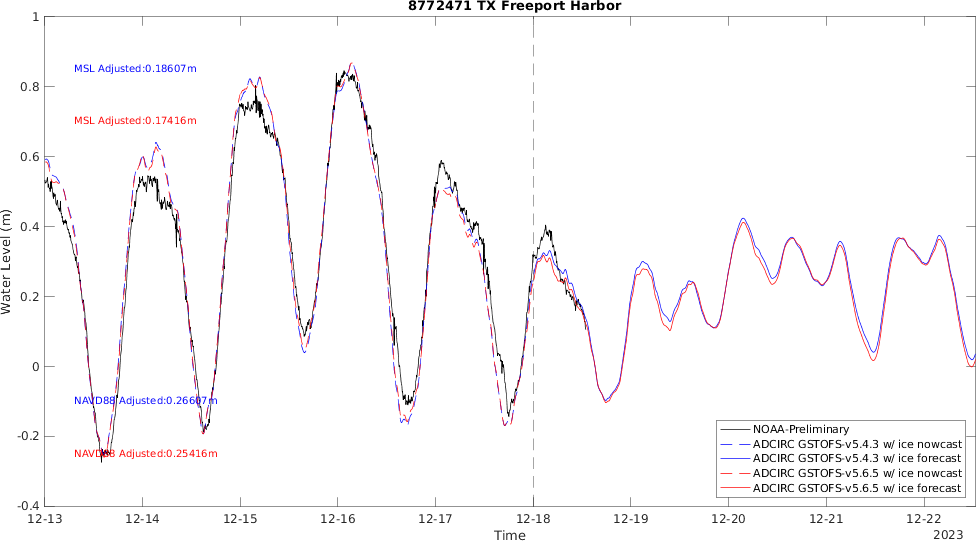 8772471 TX Freeport Harbor
1
0.8
0.6
0.4
0.2
0
-0.2
-0.4
Water Level (m)
MSL Adjusted:0.18607m
MSL Adjusted:0.17416m
NAVD88 Adjusted:0.26607m
NAVD88 Adjusted:0.25416m
NOAA-Preliminary
ADCIRC GSTOFS-v5.4.3 w/ ice nowcast
ADCIRC GSTOFS-v5.4.3 w/ ice forecast
ADCIRC GSTOFS-v5.6.5 w/ ice nowcast
ADCIRC GSTOFS-v5.6.5 w/ ice forecast
12-13 12-14 12-15 12-16 12-17 12-18 12-19 12-20 12-21 12-22
Time
2023